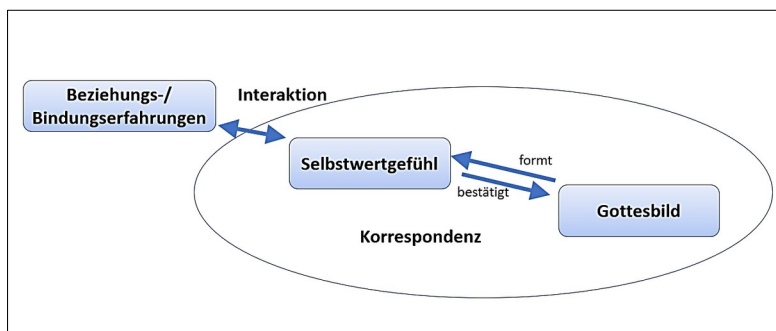 Beziehungs-/
Bindungserfahrungen
Interaktion
Selbstwertgefühl
formt
bestätigt
Gottesbild
Korrespondenz